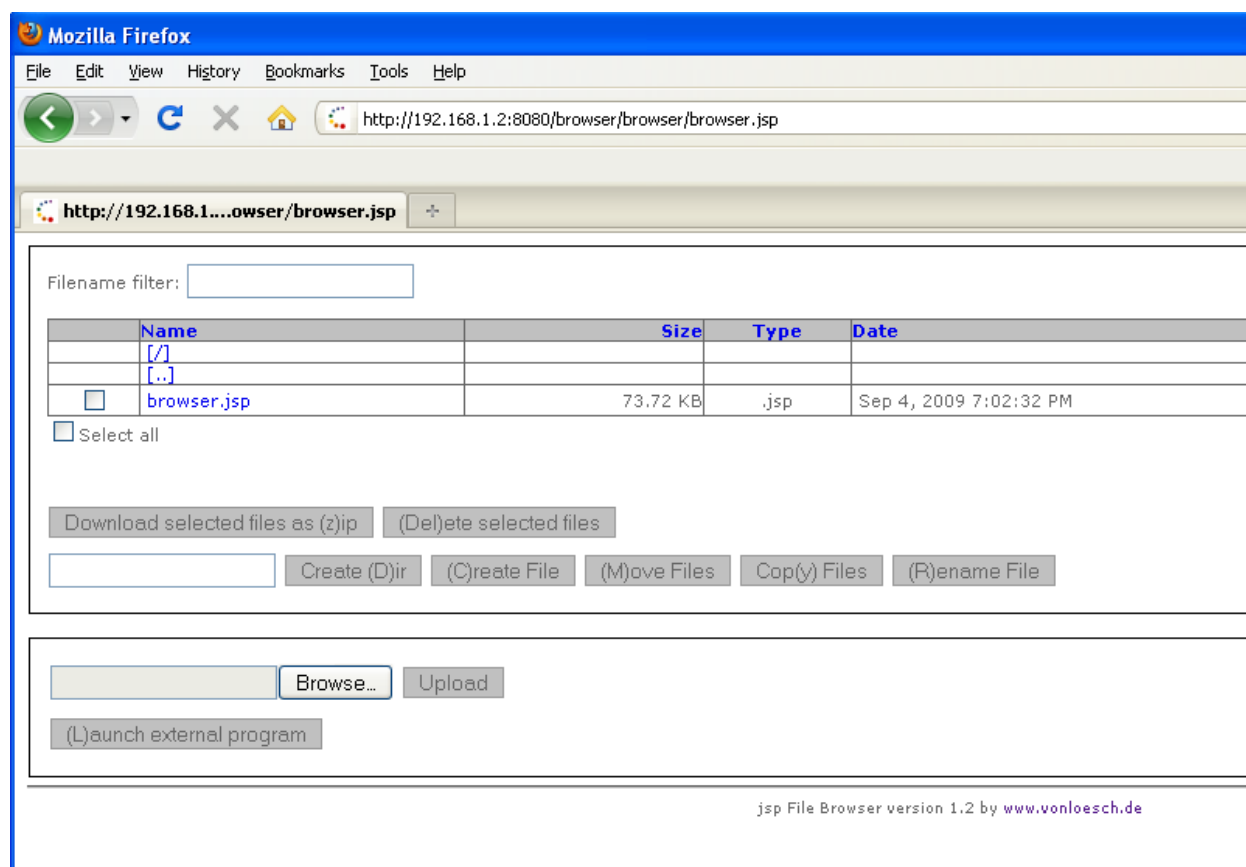 Mozilla Firefox
File Edit View History Bookmarks Tools Help
http://192.168.1.2:8080/browser/browser/browser.jsp
http://192.168.1....owser/browser.jsp
Filename filter:
Name Size Type Date
[/]
[..]
browser.jsp 73.72 KB .jsp Sep 4, 2009 7:02:32 PM
Select all
Download selected files as (z)ip (Del)ete selected files
Create (D)ir (C)reate File (M)ove Files Cop(y) Files (R)ename File
Browse... Upload
(L)aunch external program
jsp File Browser version 1.2 by www.vonloesch.de